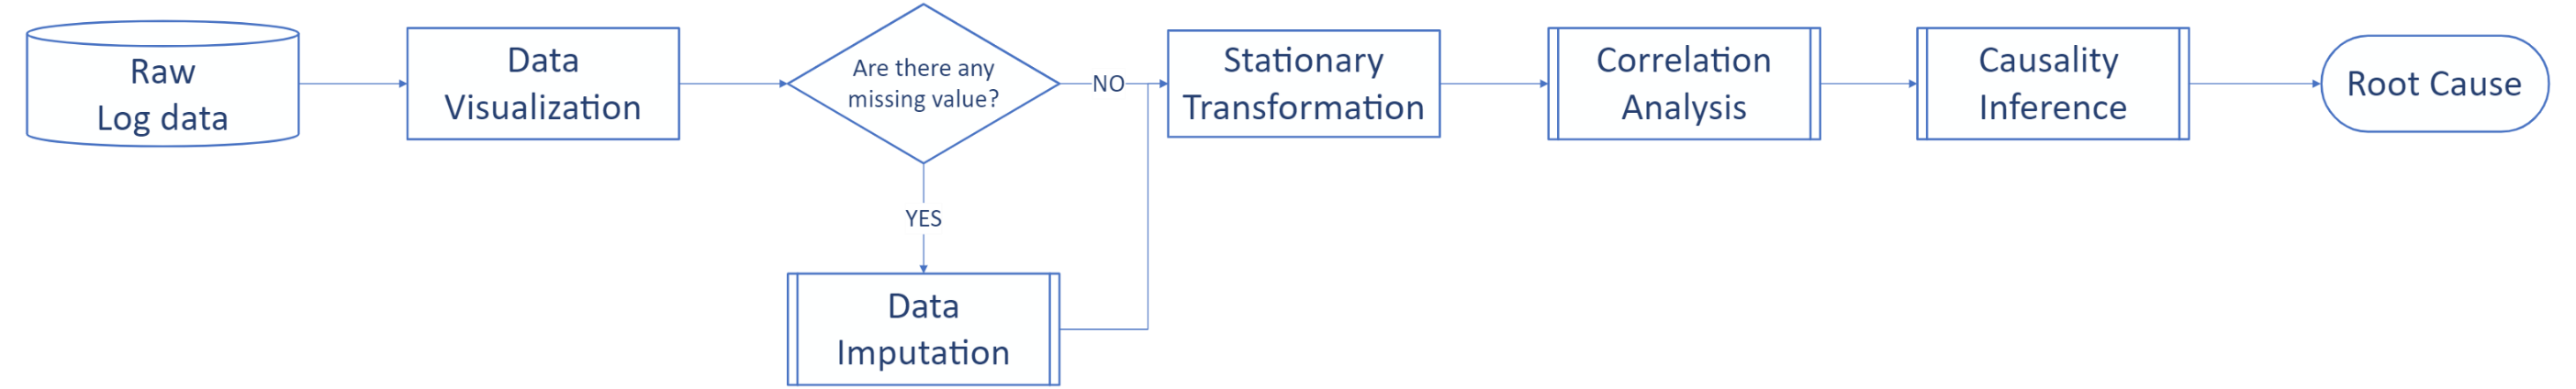 Raw
Log data
Data
Visualization
Are there any
missing value?
NO
YES
Data
Imputation
Stationary
Transformation
Correlation
Analysis
Causality
Inference
Root Cause